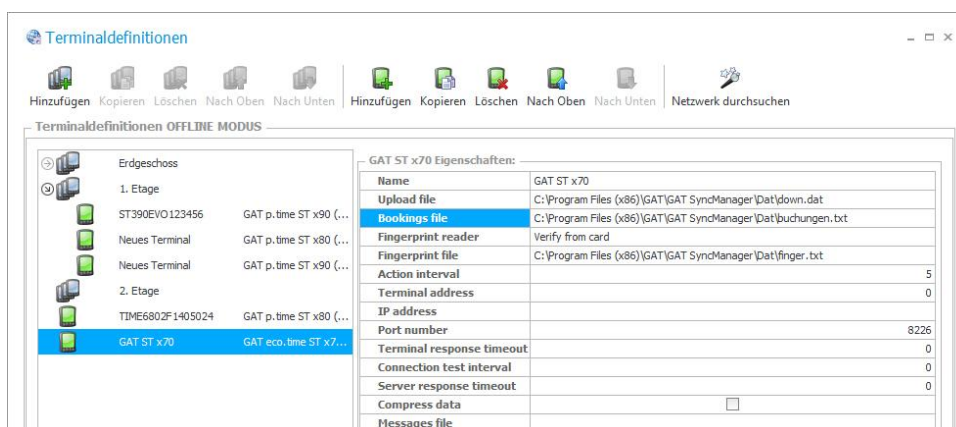 Terminaldefinitionen
Hinzufügen Kopieren Löschen Nach Oben Nach Unten Hinzufügen Kopieren Löschen Nach Oben Nach Unten Netzwerk durchsuchen
Terminaldefinitionen OFFLINE MODUS
Erdgeschoss
1. Etage
ST390EVO123456 GAT p.time ST x90 (...
Neues Terminal GAT p.time ST x80 (...
Neues Terminal GAT p.time ST x90 (...
2. Etage
TIME6802F1405024 GAT p.time ST x80 (...
GAT ST x70 GAT eco.time ST x7...
GAT ST x70 Eigenschaften:
Name GAT ST x70
Upload file C:\Program Files (x86)\GAT\GAT SyncManager\Dat\down.dat
Bookings file C:\Program Files (x86)\GAT\GAT SyncManager\Dat\buchungen.txt
Fingerprint reader Verify from card
Fingerprint file C:\Program Files (x86)\GAT\GAT SyncManager\Dat\finger.txt
Action interval 5
Terminal address 0
IP address
Port number 8226
Terminal response timeout 0
Connection test interval 0
Server response timeout 0
Compress data
Messages file